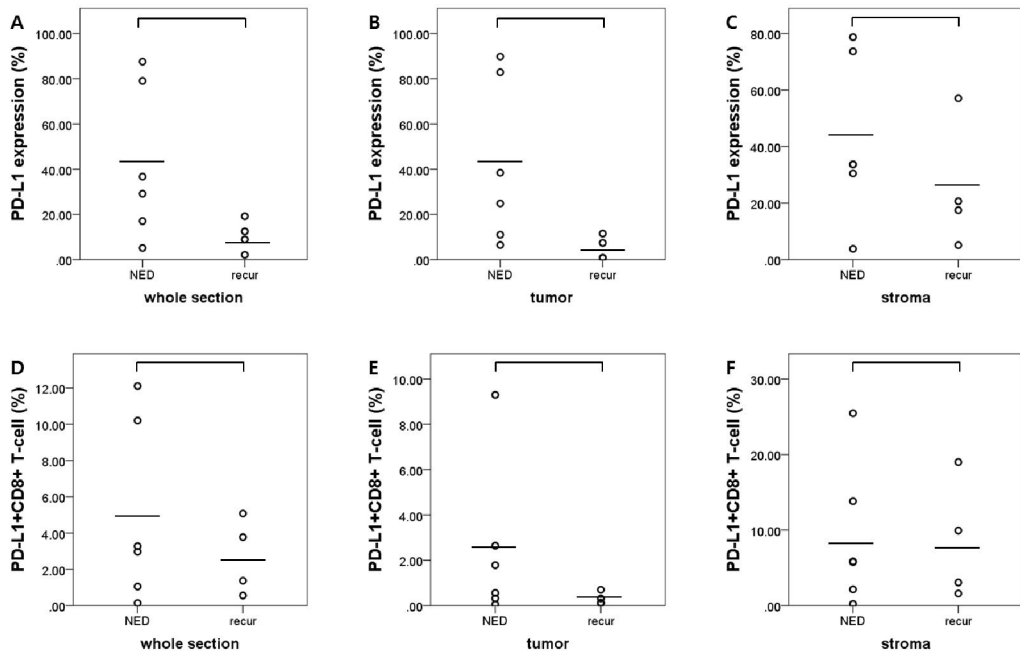 A
PD-L1 expression (%)
100.00
80.00
60.00
40.00
20.00
.00
NED
recur
whole section
B
PD-L1 expression (%)
100.00
80.00
60.00
40.00
20.00
.00
NED
recur
tumor
C
PD-L1 expression (%)
80.00
60.00
40.00
20.00
.00
NED
recur
stroma
D
PD-L1+CD8+ T-cell (%)
12.00
10.00
8.00
6.00
4.00
2.00
.00
NED
recur
whole section
E
PD-L1+CD8+ T-cell (%)
10.00
8.00
6.00
4.00
2.00
.00
NED
recur
tumor
F
PD-L1+CD8+ T-cell (%)
30.00
20.00
10.00
.00
NED
recur
stroma